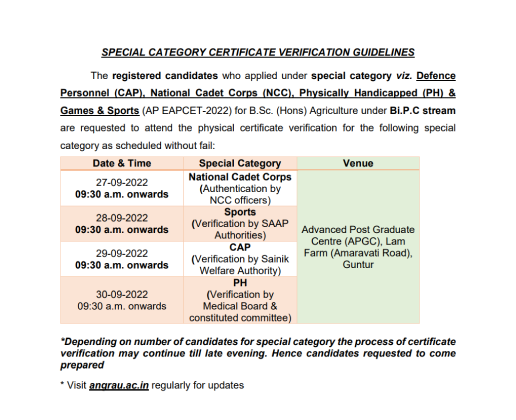 SPECIAL CATEGORY CERTIFICATE VERIFICATION GUIDELINES
The registered candidates who applied under special category viz. Defence
Personnel (CAP), National Cadet Corps (NCC), Physically Handicapped (PH) &
Games & Sports (AP EAPCET-2022) for B.Sc. (Hons) Agriculture under Bi.P.C stream
are requested to attend the physical certificate verification for the following special
category as scheduled without fail:
Date & Time Special Category Venue
27-09-2022
09:30 a.m. onwards
National Cadet Corps
(Authentication by
NCC officers)
28-09-2022
09:30 a.m. onwards
Sports
(Verification by SAAP
Authorities)
29-09-2022
09:30 a.m. onwards
CAP
(Verification by Sainik
Welfare Authority)
30-09-2022
09:30 a.m. onwards
PH
(Verification by
Medical Board &
constituted committee)
Advanced Post Graduate
Centre (APGC), Lam
Farm (Amaravati Road),
Guntur
*Depending on number of candidates for special category the process of certificate
verification may continue till late evening. Hence candidates requested to come
prepared
* Visit angrau.ac.in regularly for updates